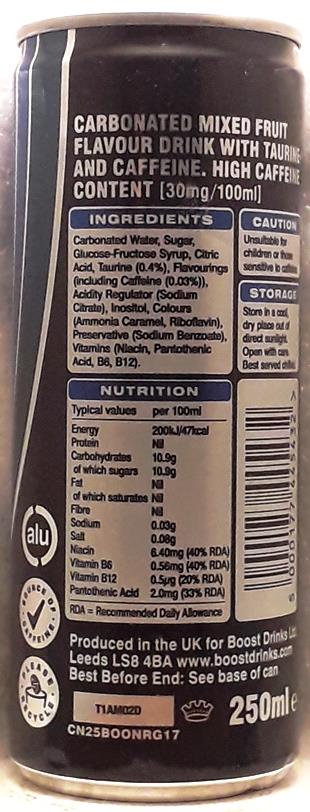 CARBONATED MIXED FRUIT
FLAVOUR DRINK WITH TAURINE
AND CAFFEINE. HIGH CAFFEINE
CONTENT [30mg/100ml]
INGREDIENTS
Carbonated Water, Sugar,
Glucose-Fructose Syrup, Citric
Acid, Taurine (0.4%), Flavourings
(including Caffeine (0.03%)),
Acidity Regulator (Sodium
Citrate), Inositol, Colours
(Ammonia Caramel, Riboflavin),
Preservative (Sodium Benzoate),
Vitamins (Niacin, Pantothenic
Acid, B6, B12).
CAUTION
Unsuitable for
children or those
sensitive to caffeine
STORAGE
Store in a cool,
dry place out of
direct sunlight.
Open with care.
Best served chilled
NUTRITION
Typical values per 100ml
Energy 200kJ/47kcal
Protein Nil
Carbohydrates 10.9g
of which sugars 10.9g
Fat Nil
of which saturates Nil
Fibre Nil
Sodium 0.03g
Salt 0.08g
Niacin 6.40mg (40% RDA)
Vitamin B6 0.56mg (40% RDA)
Vitamin B12 0.5µg (20% RDA)
Pantothenic Acid 2.0mg (33% RDA)
RDA = Recommended Daily Allowance
alu
SOURCE OF CAFFEINE
PLEASE RECYCLE
Produced in the UK for Boost Drinks Ltd.
Leeds LS8 4BA www.boostdrinks.com
Best Before End: See base of can
T1AM02D
250ml e
CN25BOONRG17